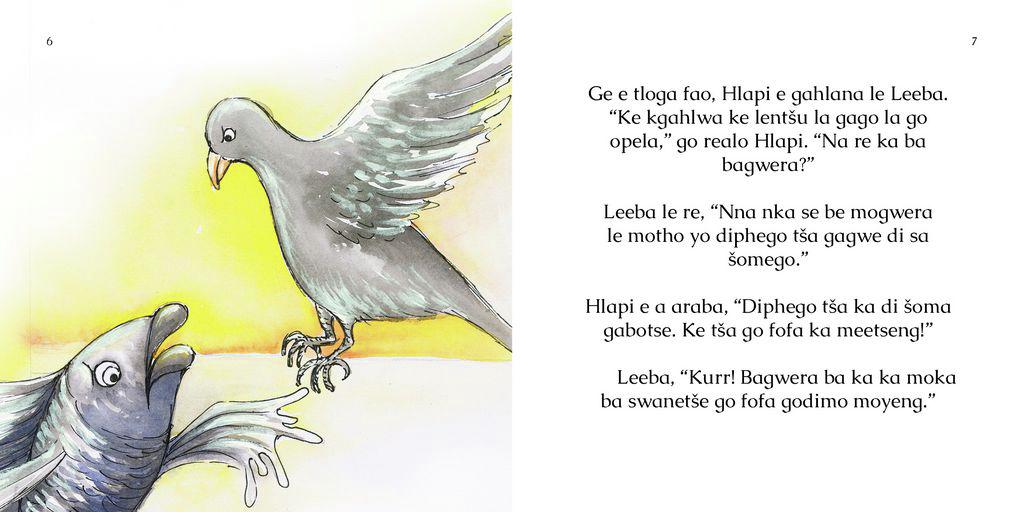 6
7
Ge e tloga fao, Hlapi e gahlana le Leeba.
“Ke kgahlwa ke lentšu la gago la go
opela,” go realo Hlapi. “Na re ka ba
bagwera?”
Leeba le re, “Nna nka se be mogwera
le motho yo diphego tša gagwe di sa
šomego.”
Hlapi e a araba, “Diphego tša ka di šoma
gabotse. Ke tša go fofa ka meetseng!”
Leeba, “Kurr! Bagwera ba ka ka moka
ba swanetše go fofa godimo moyeng.”